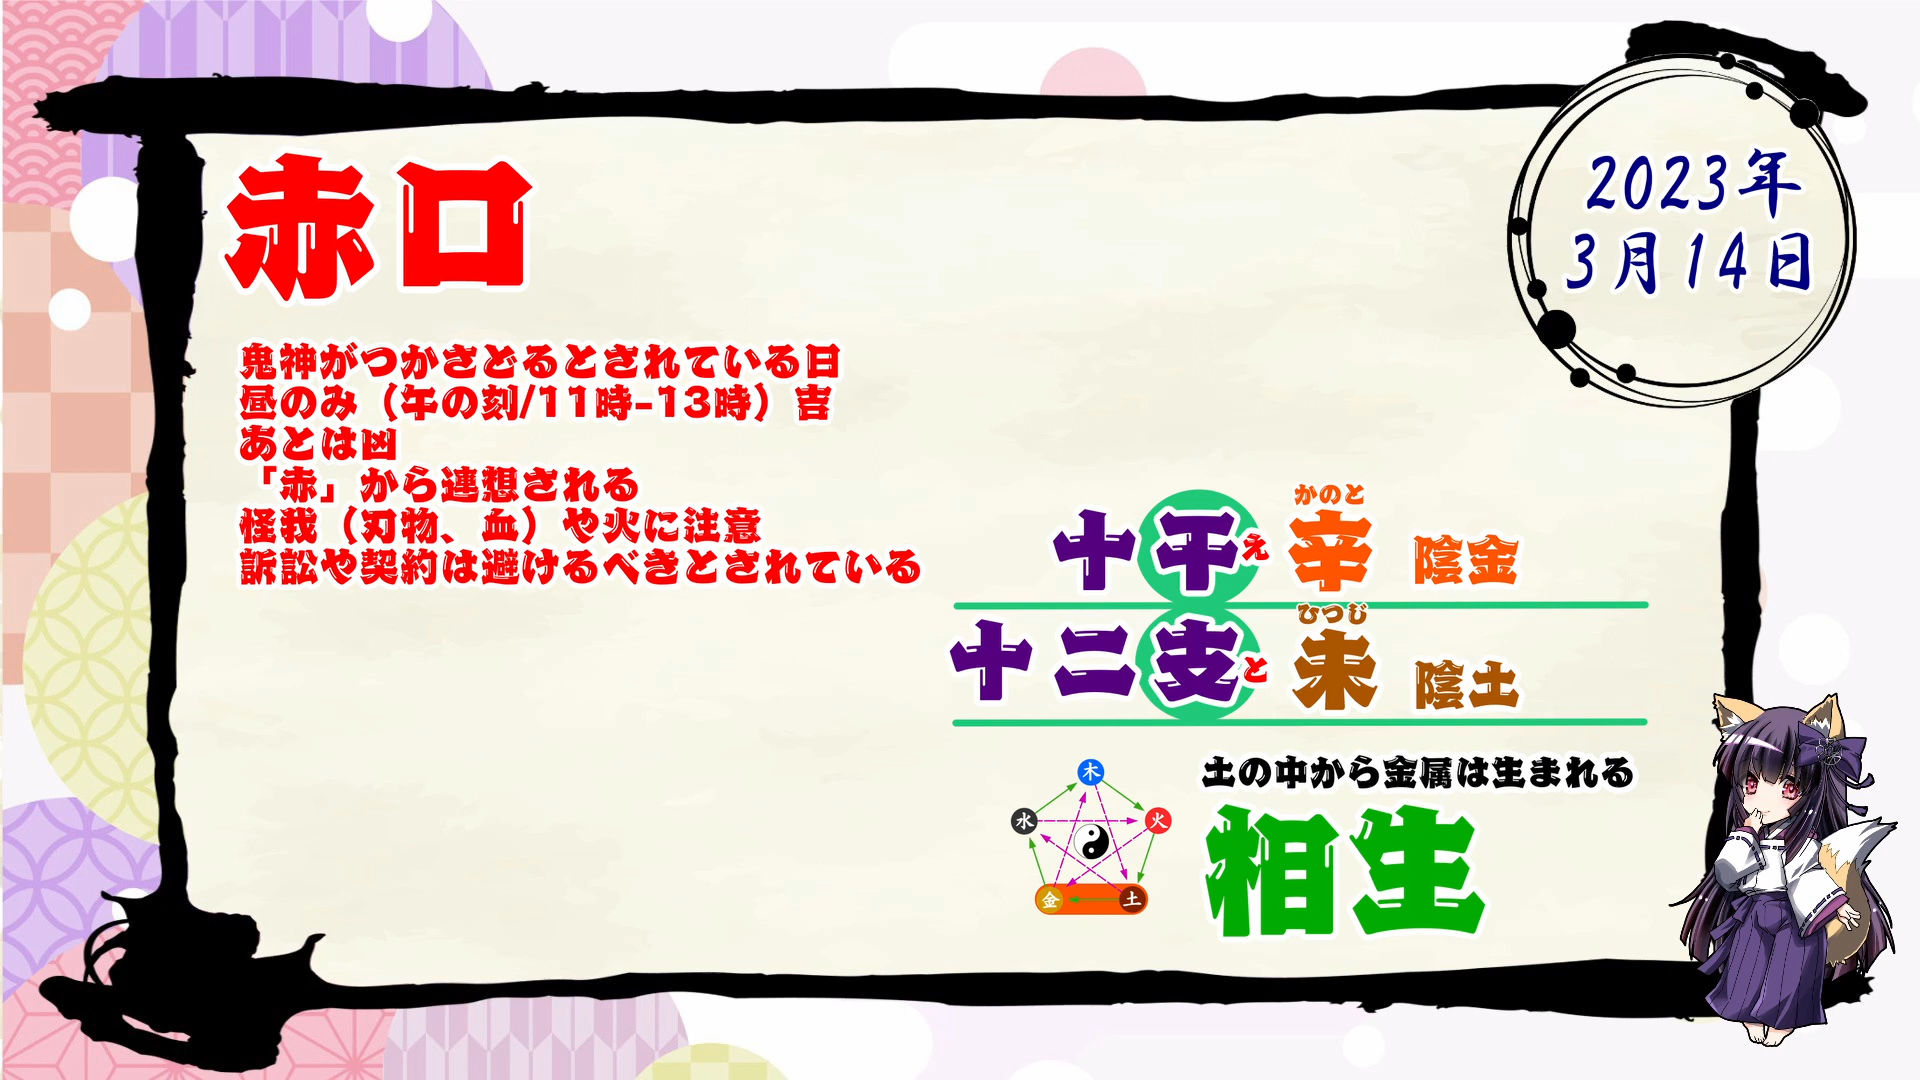 赤口
2023年
3月14日
鬼神がつかさどるとされている日
昼のみ（午の刻/11時-13時）吉
あとは凶
「赤」から連想される
怪我（刃物、血）や火に注意
訴訟や契約は避けるべきとされている
かのと
十干え 辛 陰金
ひつじ
十二支と 未 陰土
土の中から金属は生まれる
相生
木
水
火
金
土